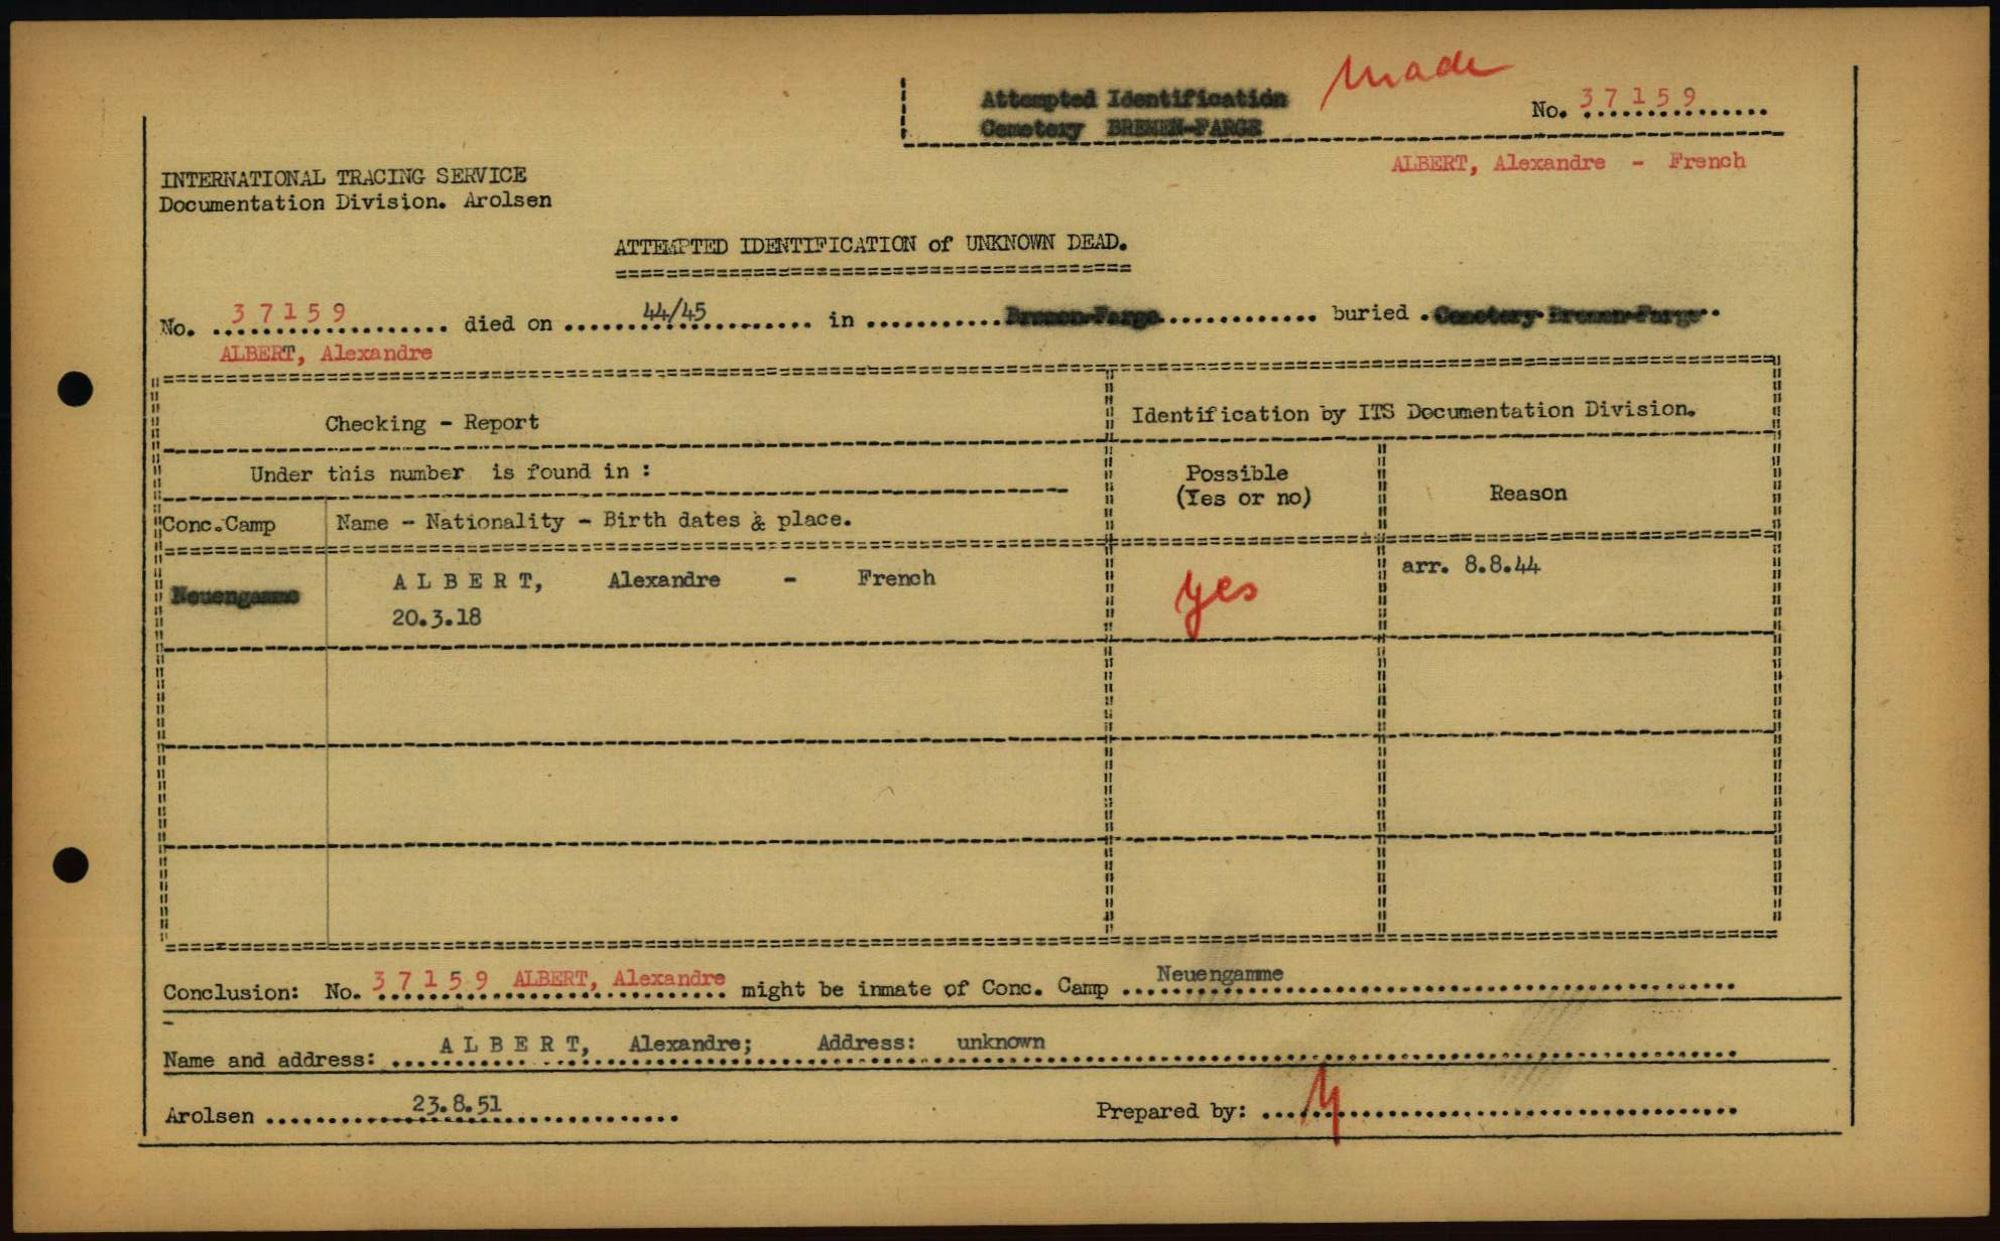 Attempted Identification made
Cemetery BREMEN-FARGE
No. 37159
ALBERT, Alexandre - French
INTERNATIONAL TRACING SERVICE
Documentation Division. Arolsen
ATTEMPTED IDENTIFICATION of UNKNOWN DEAD.
No. 37159 died on 44/45 in Bremen-Farge buried Cemetery Bremen-Farge
ALBERT, Alexandre
Checking - Report
Identification by ITS Documentation Division.
Under this number is found in :
Possible
(Yes or no)
Reason
Conc.Camp
Name - Nationality - Birth dates & place.
Neuengamme
A L B E R T, Alexandre - French
20.3.18
yes
arr. 8.8.44
Conclusion: No. 37159 ALBERT, Alexandre might be inmate of Conc. Camp Neuengamme
Name and address: A L B E R T, Alexandre; Address: unknown
Arolsen 23.8.51
Prepared by: